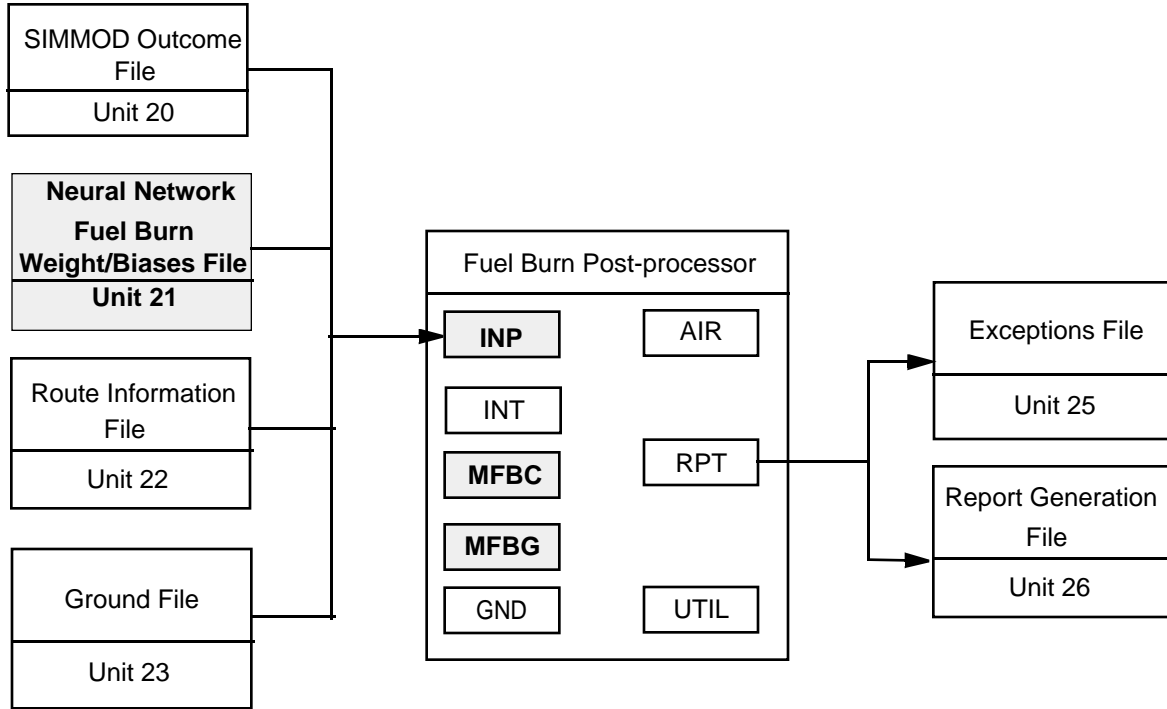 SIMMOD Outcome
File
Unit 20
Neural Network
Fuel Burn
Weight/Biases File
Unit 21
Route Information
File
Unit 22
Ground File
Unit 23
Fuel Burn Post-processor
INP
INT
MFBC
MFBG
GND
AIR
RPT
UTIL
Exceptions File
Unit 25
Report Generation
File
Unit 26